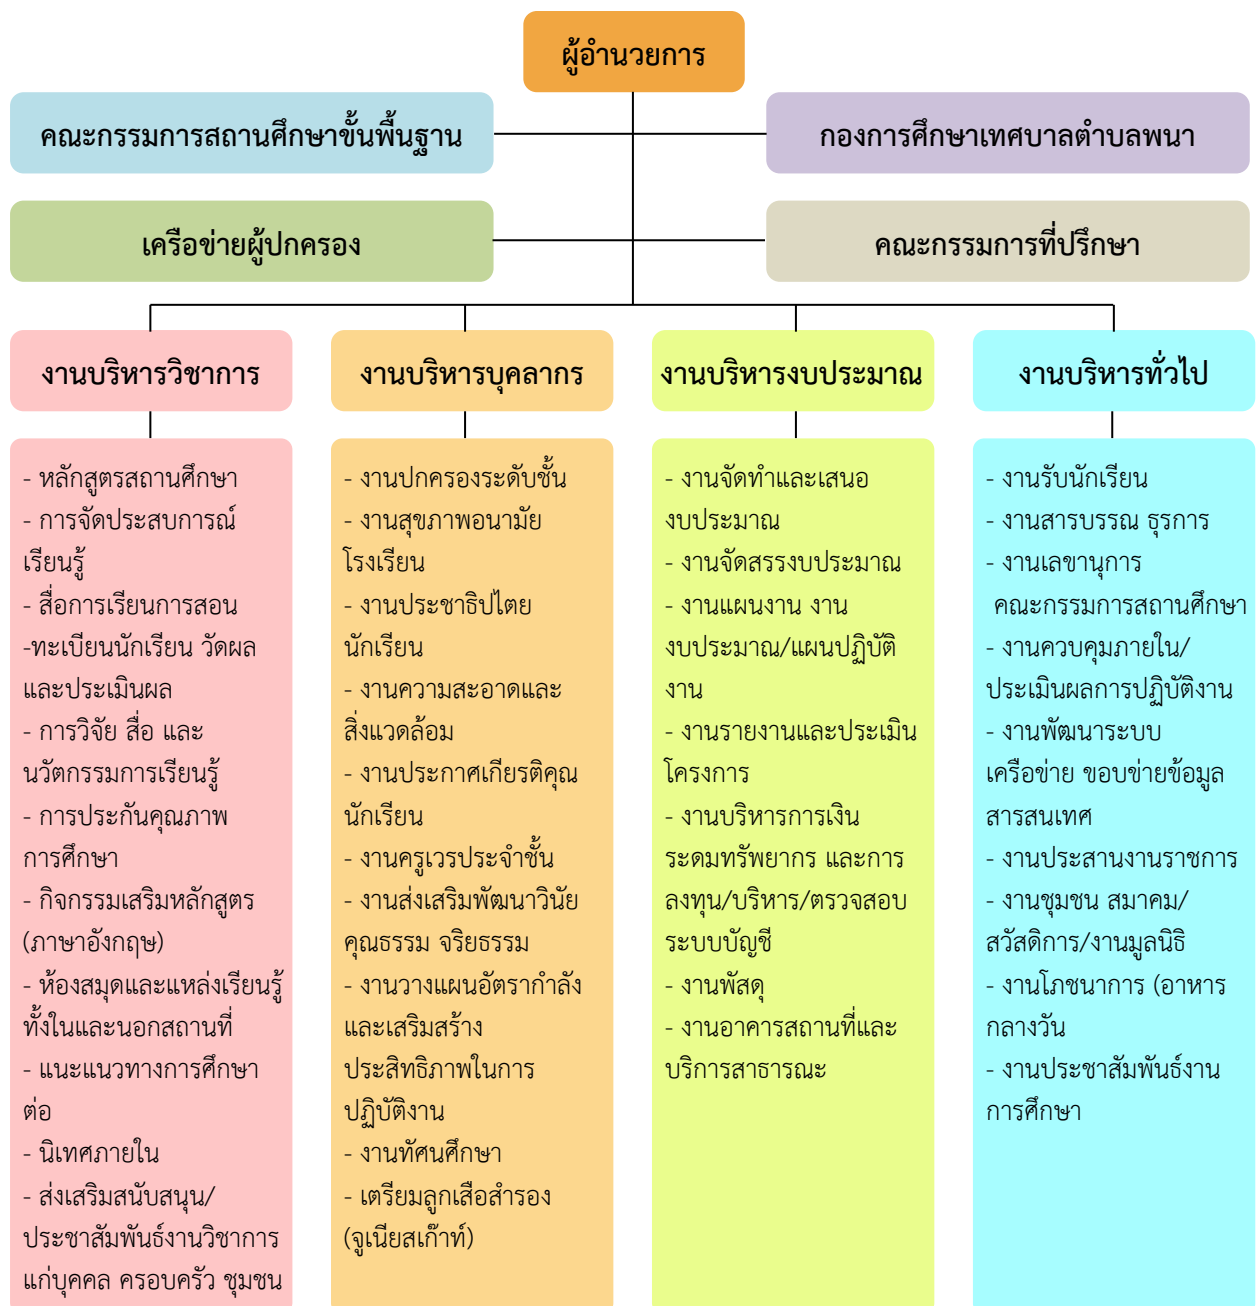 ผู้อำนวยการ
คณะกรรมการสถานศึกษาขั้นพื้นฐาน
กองการศึกษาเทศบาลตำบลพนา
เครือข่ายผู้ปกครอง
คณะกรรมการที่ปรึกษา
งานบริหารวิชาการ
- หลักสูตรสถานศึกษา
- การจัดประสบการณ์
เรียนรู้
- สื่อการเรียนการสอน
-ทะเบียนนักเรียน วัดผล
และประเมินผล
- การวิจัย สื่อ และ
นวัตกรรมการเรียนรู้
- การประกันคุณภาพ
การศึกษา
- กิจกรรมเสริมหลักสูตร
(ภาษาอังกฤษ)
- ห้องสมุดและแหล่งเรียนรู้
ทั้งในและนอกสถานที่
- แนะแนวทางการศึกษา
ต่อ
- นิเทศภายใน
- ส่งเสริมสนับสนุน/
ประชาสัมพันธ์งานวิชาการ
แก่บุคคล ครอบครัว ชุมชน
งานบริหารบุคลากร
- งานปกครองระดับชั้น
- งานสุขภาพอนามัย
โรงเรียน
- งานประชาธิปไตย
นักเรียน
- งานความสะอาดและ
สิ่งแวดล้อม
- งานประกาศเกียรติคุณ
นักเรียน
- งานครูเวรประจำชั้น
- งานส่งเสริมพัฒนาวินัย
คุณธรรม จริยธรรม
- งานวางแผนอัตรากำลัง
และเสริมสร้าง
ประสิทธิภาพในการ
ปฏิบัติงาน
- งานทัศนศึกษา
- เตรียมลูกเสือสำรอง
(จูเนียสเก๊าท์)
งานบริหารงบประมาณ
- งานจัดทำและเสนอ
งบประมาณ
- งานจัดสรรงบประมาณ
- งานแผนงาน งาน
งบประมาณ/แผนปฏิบัติ
งาน
- งานรายงานและประเมิน
โครงการ
- งานบริหารการเงิน
ระดมทรัพยากร และการ
ลงทุน/บริหาร/ตรวจสอบ
ระบบบัญชี
- งานพัสดุ
- งานอาคารสถานที่และ
บริการสาธารณะ
งานบริหารทั่วไป
- งานรับนักเรียน
- งานสารบรรณ ธุรการ
- งานเลขานุการ
คณะกรรมการสถานศึกษา
- งานควบคุมภายใน/
ประเมินผลการปฏิบัติงาน
- งานพัฒนาระบบ
เครือข่าย ขอบข่ายข้อมูล
สารสนเทศ
- งานประสานงานราชการ
- งานชุมชน สมาคม/
สวัสดิการ/งานมูลนิธิ
- งานโภชนาการ (อาหาร
กลางวัน
- งานประชาสัมพันธ์งาน
การศึกษา